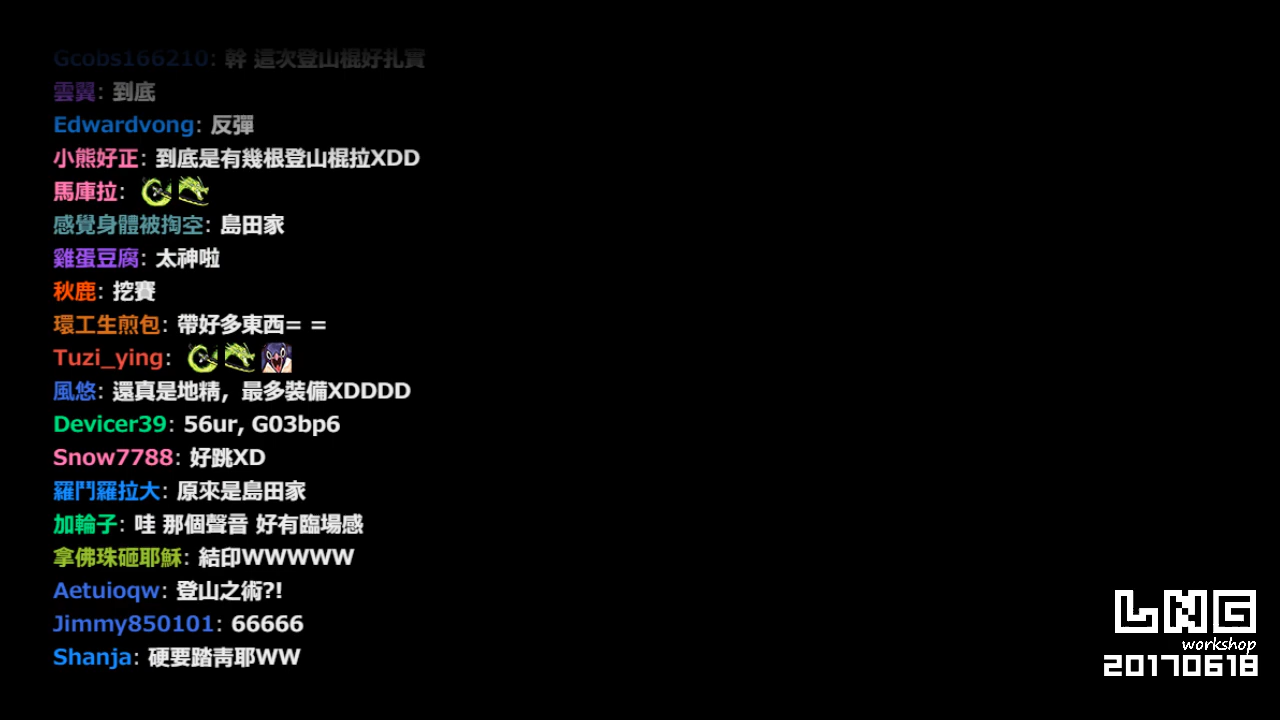 Gcobs166210: 幹 這次登山棍好扎實
雲翼: 到底
Edwardvong: 反彈
小熊好正: 到底是有幾根登山棍拉XDD
馬庫拉:
感覺身體被掏空: 島田家
雞蛋豆腐: 太神啦
秋鹿: 挖賽
環工生煎包: 帶好多東西= =
Tuzi_ying:
風悠: 還真是地精，最多裝備XDDDD
Devicer39: 56ur, G03bp6
Snow7788: 好跳XD
羅鬥羅拉大: 原來是島田家
加輪子: 哇 那個聲音 好有臨場感
拿佛珠砸耶穌: 結印WWWWW
Aetuioqw: 登山之術?!
Jimmy850101: 66666
Shanja: 硬要踏青耶WW
LNG
workshop
20170618